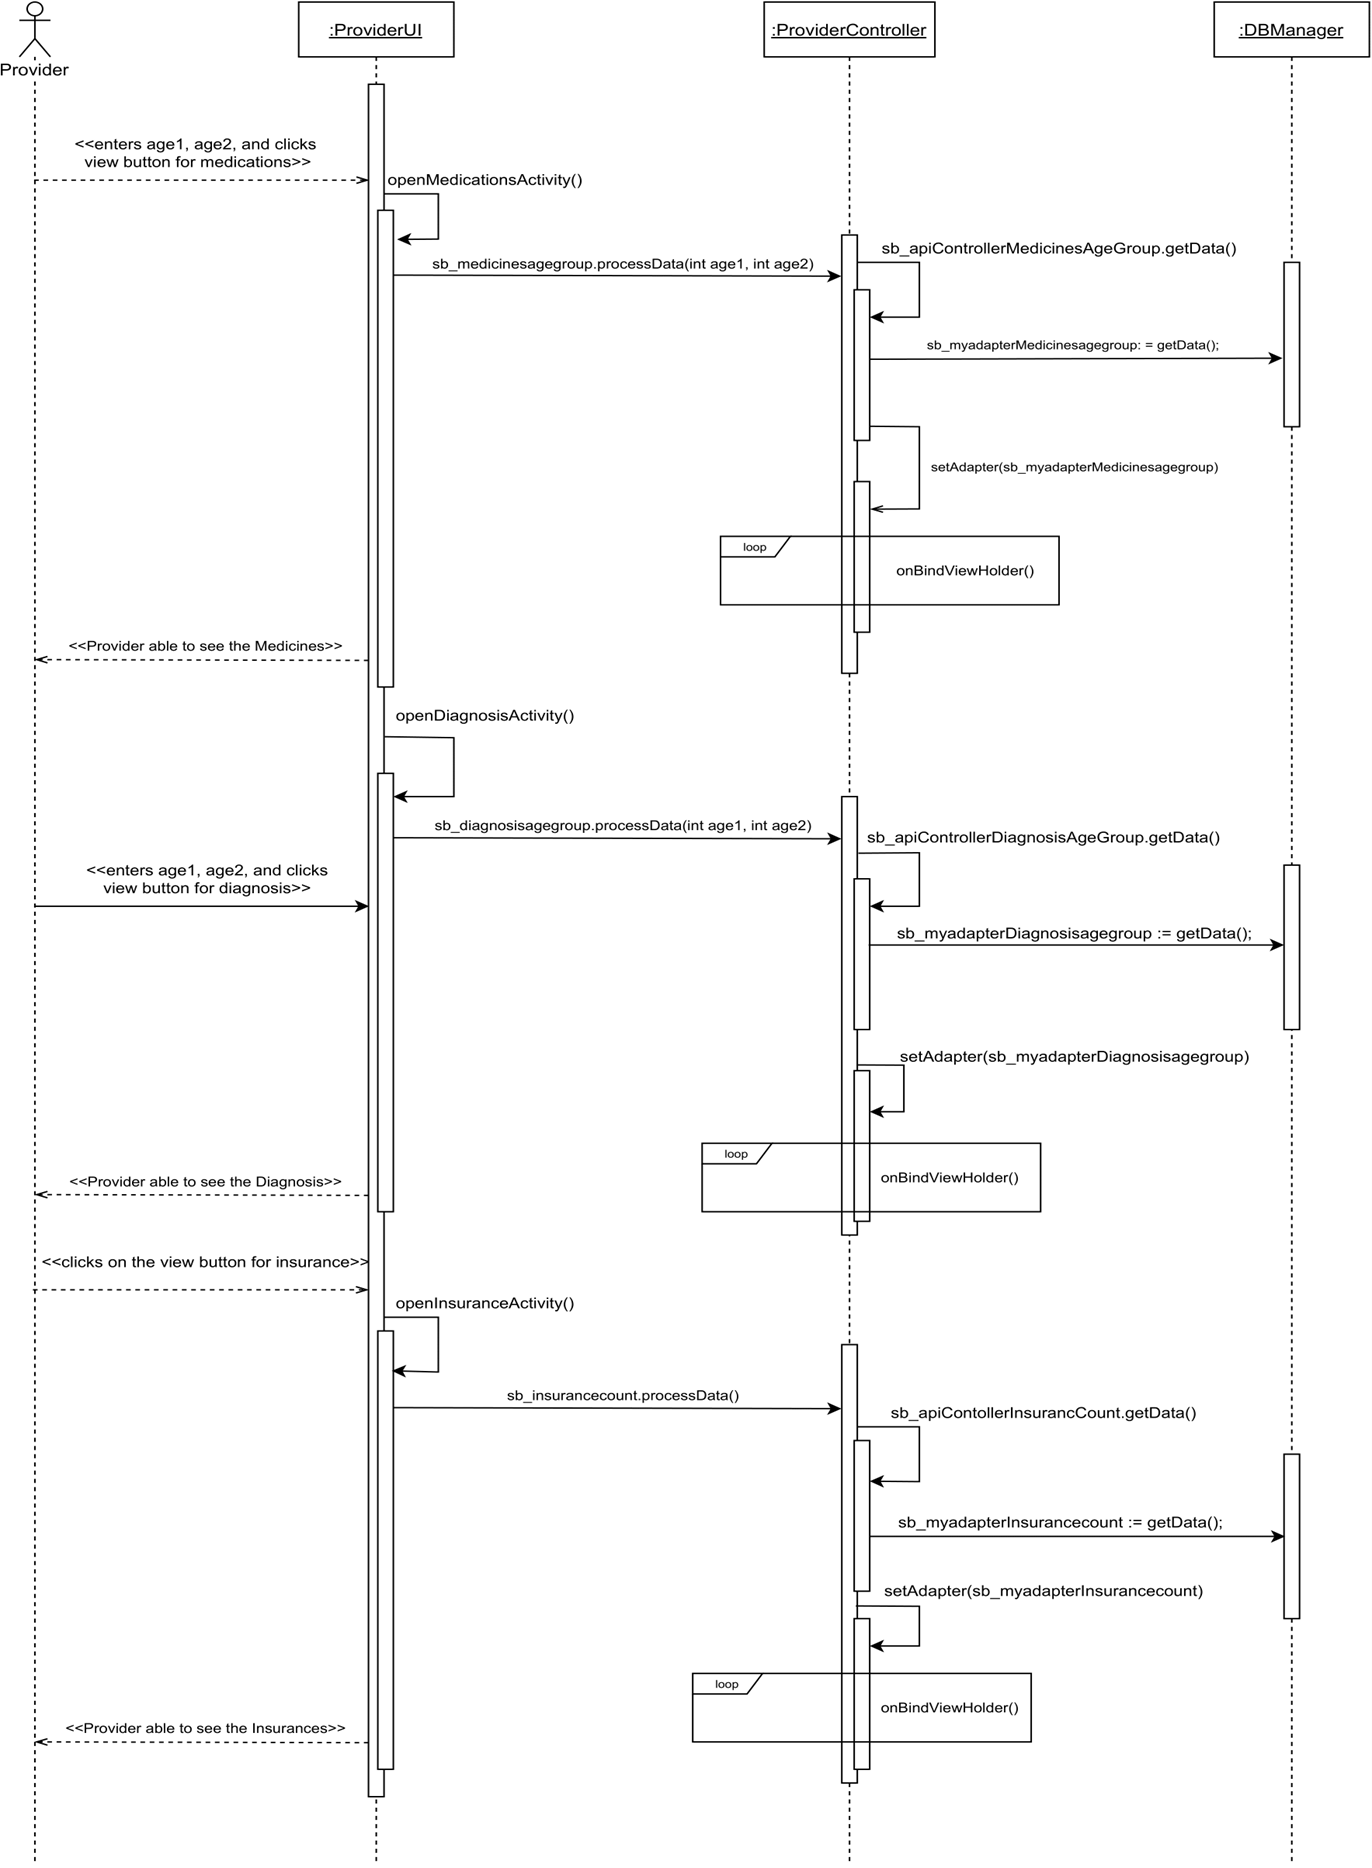 :ProviderUI
:ProviderController
:DBManager
Provider
<<enters age1, age2, and clicks
view button for medications>>
openMedicationsActivity()
sb_apiControllerMedicinesAgeGroup.getData()
sb_medicinesagegroup.processData(int age1, int age2)
sb_myadapterMedicinesagegroup: = getData();
setAdapter(sb_myadapterMedicinesagegroup)
loop
onBindViewHolder()
<<Provider able to see the Medicines>>
openDiagnosisActivity()
sb_diagnosisagegroup.processData(int age1, int age2)
sb_apiControllerDiagnosisAgeGroup.getData()
<<enters age1, age2, and clicks
view button for diagnosis>>
sb_myadapterDiagnosisagegroup := getData();
setAdapter(sb_myadapterDiagnosisagegroup)
loop
onBindViewHolder()
<<Provider able to see the Diagnosis>>
<<clicks on the view button for insurance>>
openInsuranceActivity()
sb_insurancecount.processData()
sb_apiContollerInsurancCount.getData()
sb_myadapterInsurancecount := getData();
setAdapter(sb_myadapterInsurancecount)
loop
onBindViewHolder()
<<Provider able to see the Insurances>>